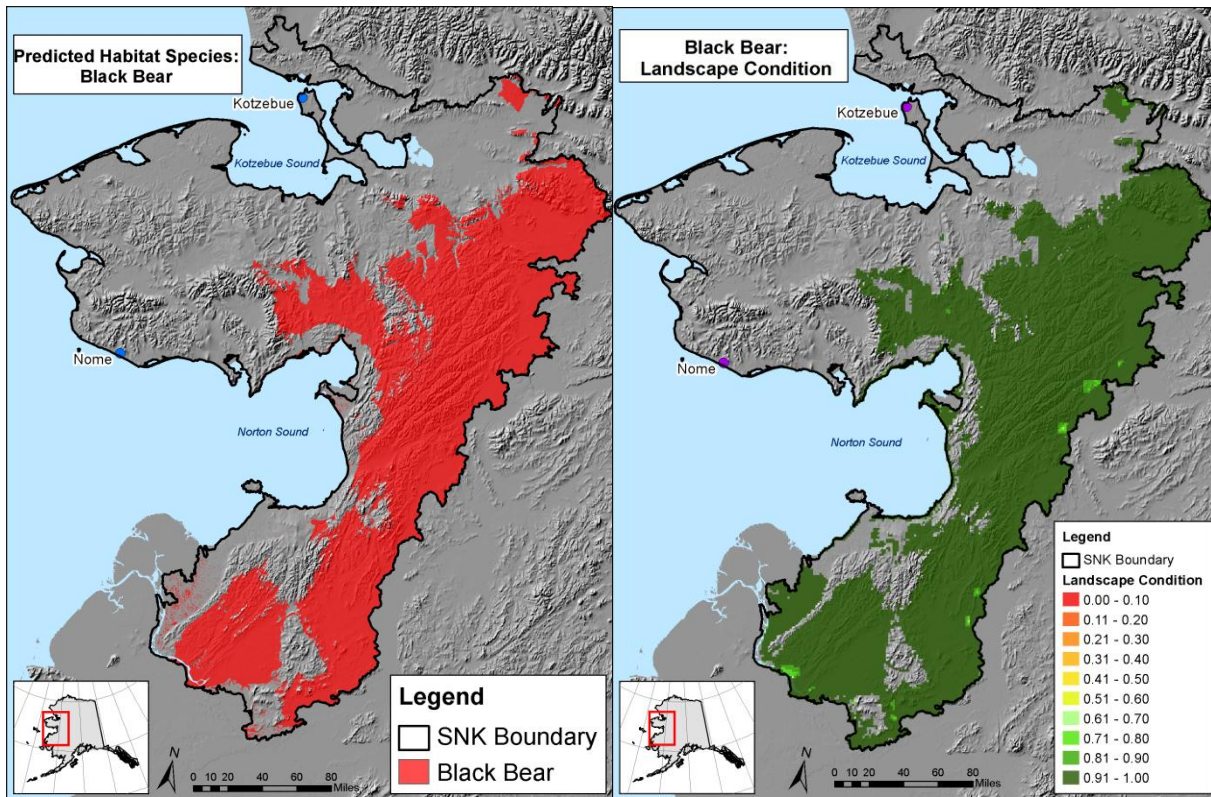 Predicted Habitat Species:
Black Bear
Kotzebue
Kotzebue Sound
Nome
Norton Sound
Legend
SNK Boundary
Black Bear
N
0 10 20 40 60 80
Miles
Black Bear:
Landscape Condition
Kotzebue
Kotzebue Sound
Nome
Norton Sound
Legend
SNK Boundary
Landscape Condition
0.00 - 0.10
0.11 - 0.20
0.21 - 0.30
0.31 - 0.40
0.41 - 0.50
0.51 - 0.60
0.61 - 0.70
0.71 - 0.80
0.81 - 0.90
0.91 - 1.00
N
0 10 20 40 60 80
Miles